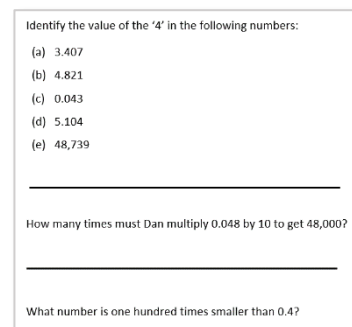 Identify the value of the ‘4’ in the following numbers:
(a) 3.407
(b) 4.821
(c) 0.043
(d) 5.104
(e) 48,739
How many times must Dan multiply 0.048 by 10 to get 48,000?
What number is one hundred times smaller than 0.4?